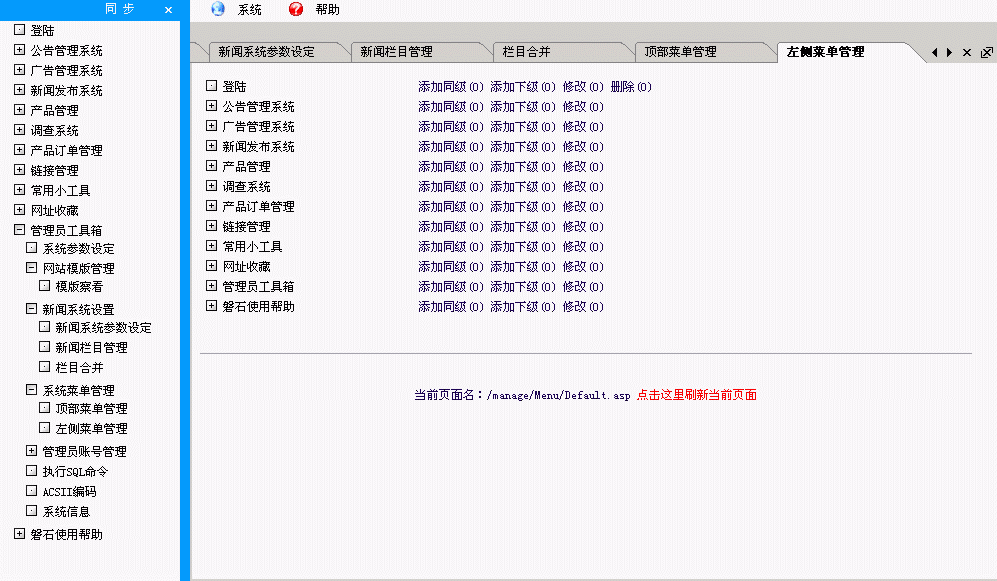 同 步
系统 帮助
登陆
公告管理系统
广告管理系统
新闻发布系统
产品管理
调查系统
产品订单管理
链接管理
常用小工具
网址收藏
管理员工具箱
系统参数设定
网站模版管理
模版察看
新闻系统设置
新闻系统参数设定
新闻栏目管理
栏目合并
系统菜单管理
顶部菜单管理
左侧菜单管理
管理员账号管理
执行SQL命令
ACSII编码
系统信息
磐石使用帮助
新闻系统参数设定 新闻栏目管理 栏目合并 顶部菜单管理 左侧菜单管理
登陆 添加同级(0) 添加下级(0) 修改(0) 删除(0)
公告管理系统 添加同级(0) 添加下级(0) 修改(0)
广告管理系统 添加同级(0) 添加下级(0) 修改(0)
新闻发布系统 添加同级(0) 添加下级(0) 修改(0)
产品管理 添加同级(0) 添加下级(0) 修改(0)
调查系统 添加同级(0) 添加下级(0) 修改(0)
产品订单管理 添加同级(0) 添加下级(0) 修改(0)
链接管理 添加同级(0) 添加下级(0) 修改(0)
常用小工具 添加同级(0) 添加下级(0) 修改(0)
网址收藏 添加同级(0) 添加下级(0) 修改(0)
管理员工具箱 添加同级(0) 添加下级(0) 修改(0)
磐石使用帮助 添加同级(0) 添加下级(0) 修改(0)
当前页面名：/manage/Menu/Default.asp 点击这里刷新当前页面